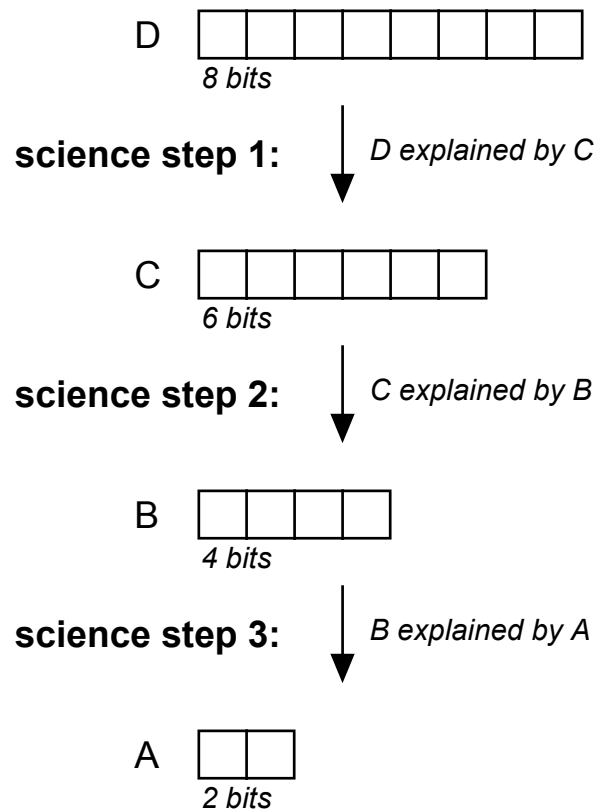 D
8 bits
science step 1: D explained by C
C
6 bits
science step 2: C explained by B
B
4 bits
science step 3: B explained by A
A
2 bits